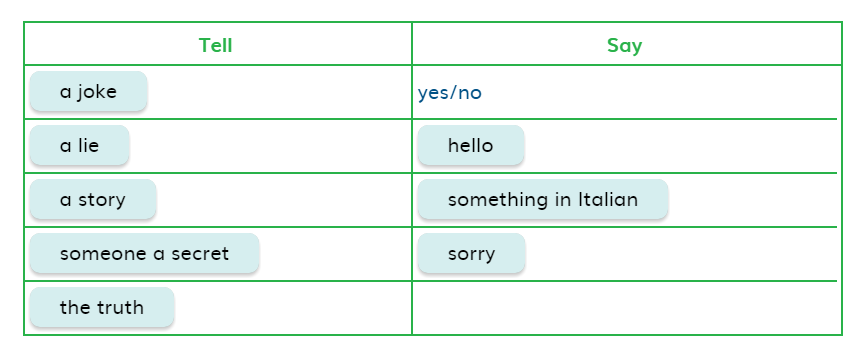 Tell Say
a joke yes/no
a lie hello
a story something in Italian
someone a secret sorry
the truth